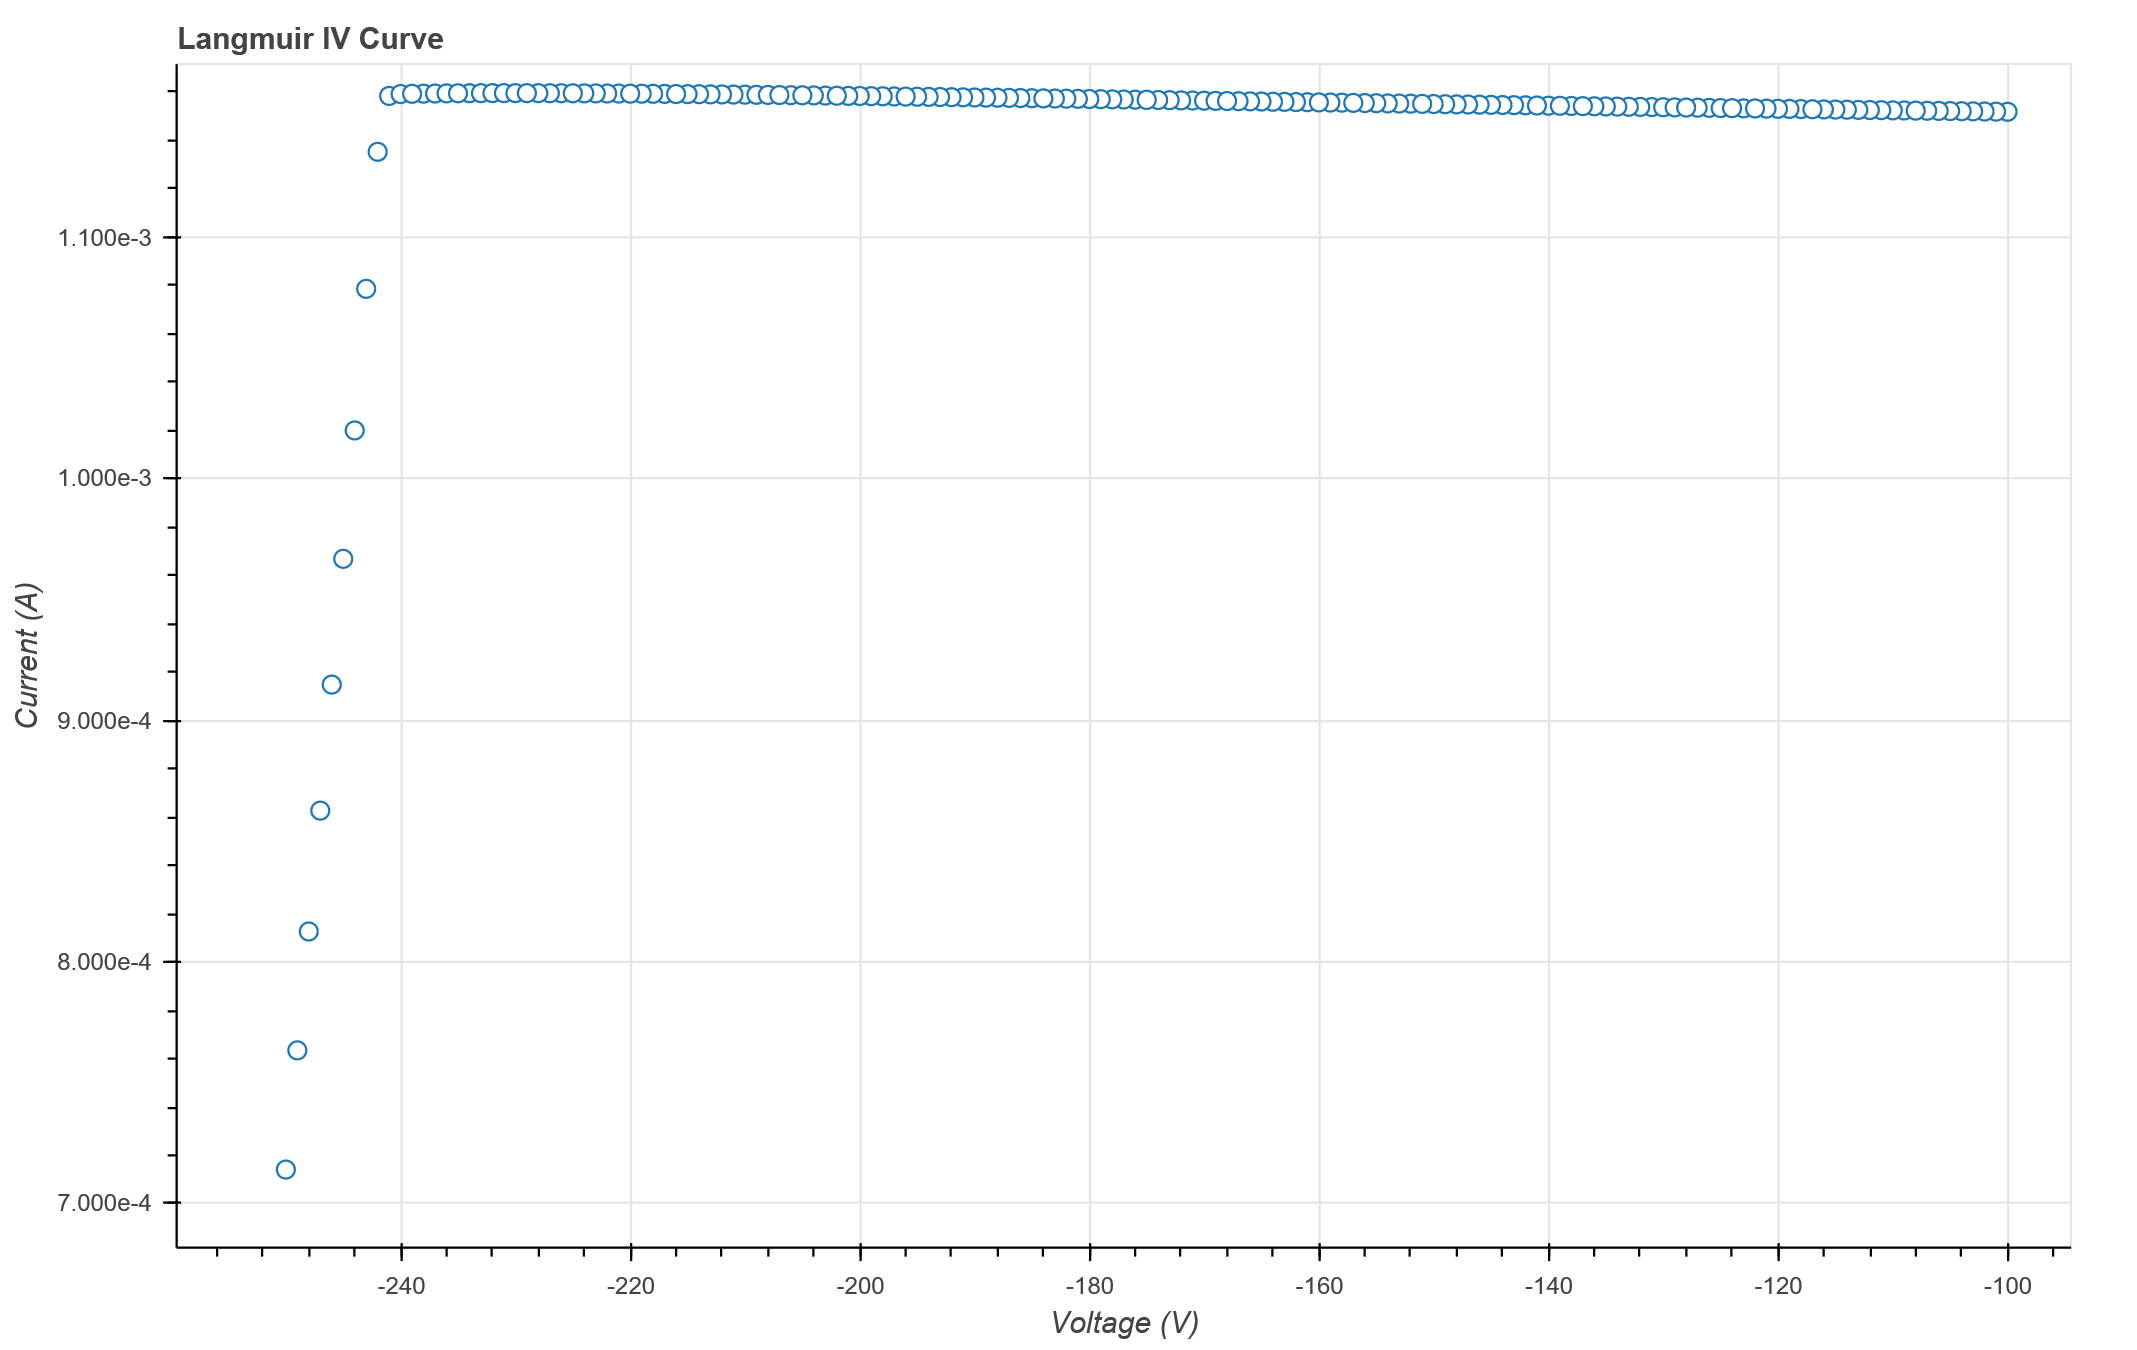 Langmuir IV Curve
1.100e-3
1.000e-3
9.000e-4
8.000e-4
7.000e-4
Current (A)
-240 -220 -200 -180 -160 -140 -120 -100
Voltage (V)